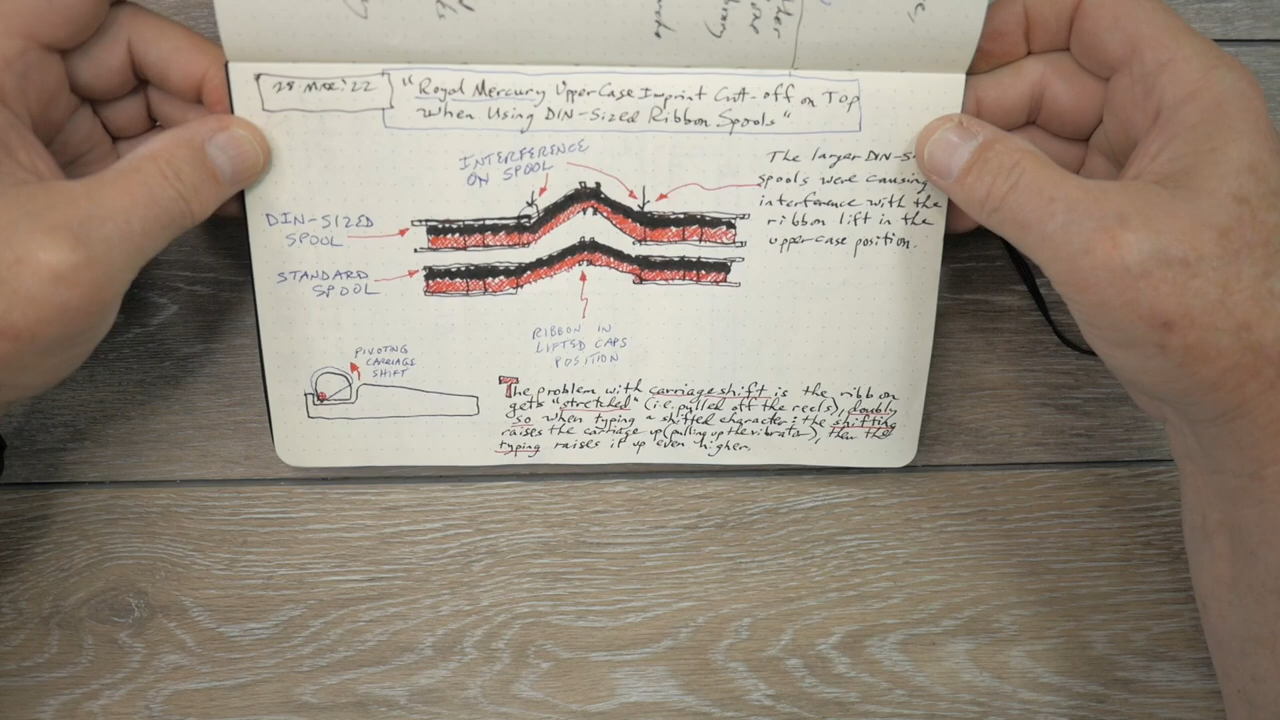 28 Mar '22
"Royal Mercury Upper Case Imprint Cut-off on Top
When Using DIN-Sized Ribbon Spools"
INTERFERENCE
ON SPOOL
The larger DIN-S
spools were causing
interference with the
ribbon lift in the
uppercase position.
DIN-SIZED
SPOOL
STANDARD
SPOOL
RIBBON IN
LIFTED CAPS
POSITION
PIVOTING
CARRIAGE
SHIFT
The problem with carriage shift is the ribbon
gets "stretched" (i.e. pulled off the reels), doubly
so when typing a shifted character: the shifting
raises the carriage up (pulling up the vibrator), then the
typing raises it up even higher.